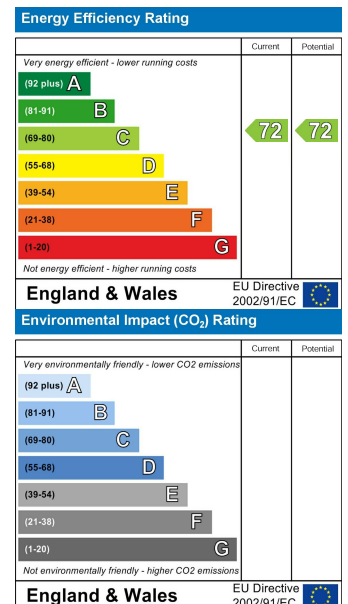 Energy Efficiency Rating
Current Potential
Very energy efficient - lower running costs
(92 plus) A
(81-91) B
(69-80) C 72 72
(55-68) D
(39-54) E
(21-38) F
(1-20) G
Not energy efficient - higher running costs
England & Wales EU Directive 2002/91/EC
Environmental Impact (CO₂) Rating
Current Potential
Very environmentally friendly - lower CO2 emissions
(92 plus) A
(81-91) B
(69-80) C
(55-68) D
(39-54) E
(21-38) F
(1-20) G
Not environmentally friendly - higher CO2 emissions
England & Wales EU Directive 2002/91/EC